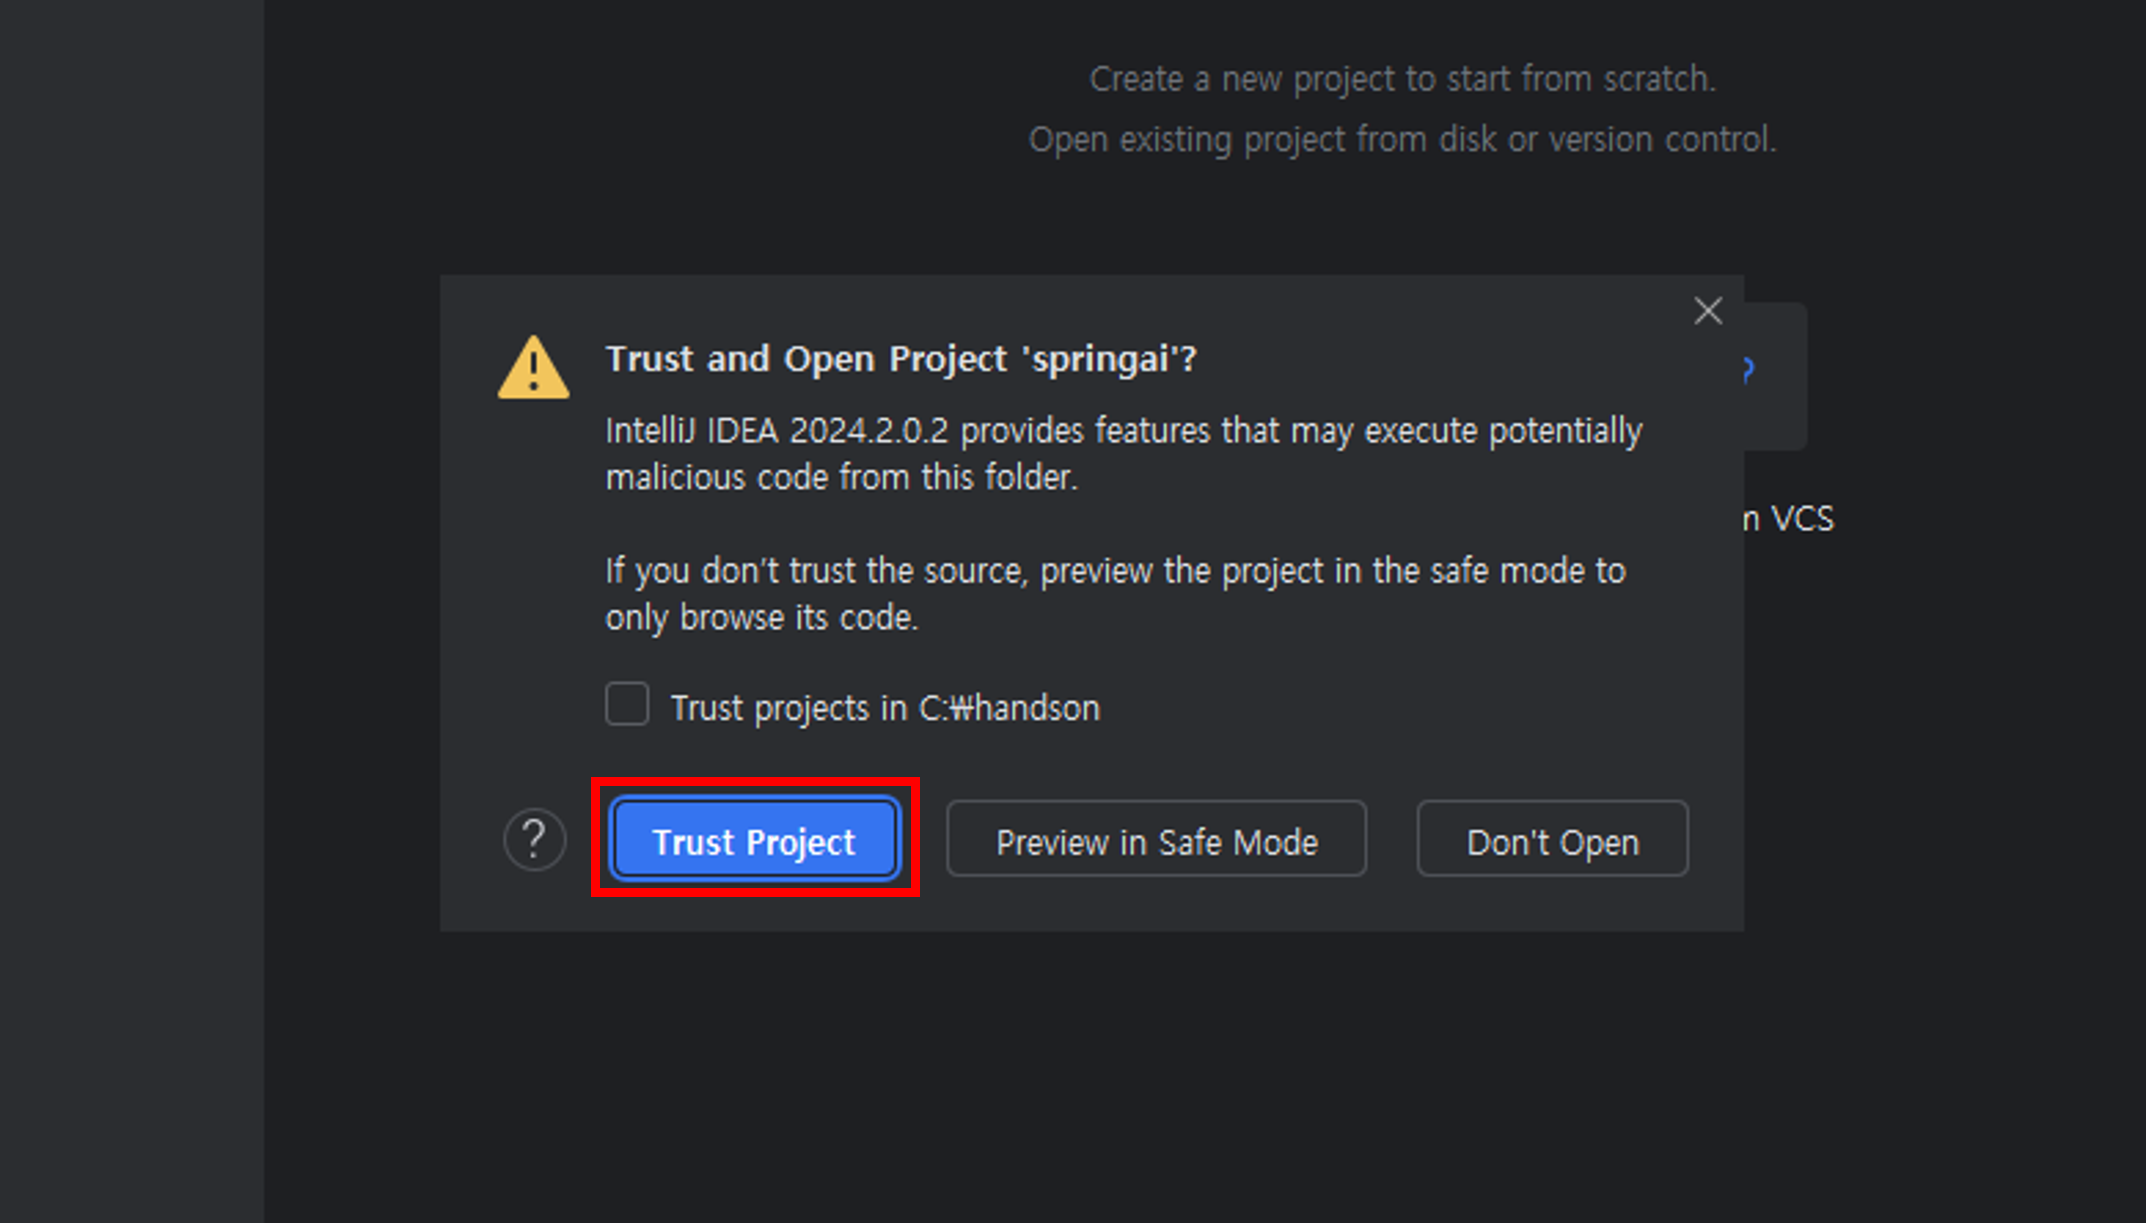 Create a new project to start from scratch.
Open existing project from disk or version control.
Trust and Open Project 'springai'?
IntelliJ IDEA 2024.2.0.2 provides features that may execute potentially
malicious code from this folder.
If you don't trust the source, preview the project in the safe mode to
only browse its code.
Trust projects in C:₩handson
? Trust Project Preview in Safe Mode Don't Open
VCS